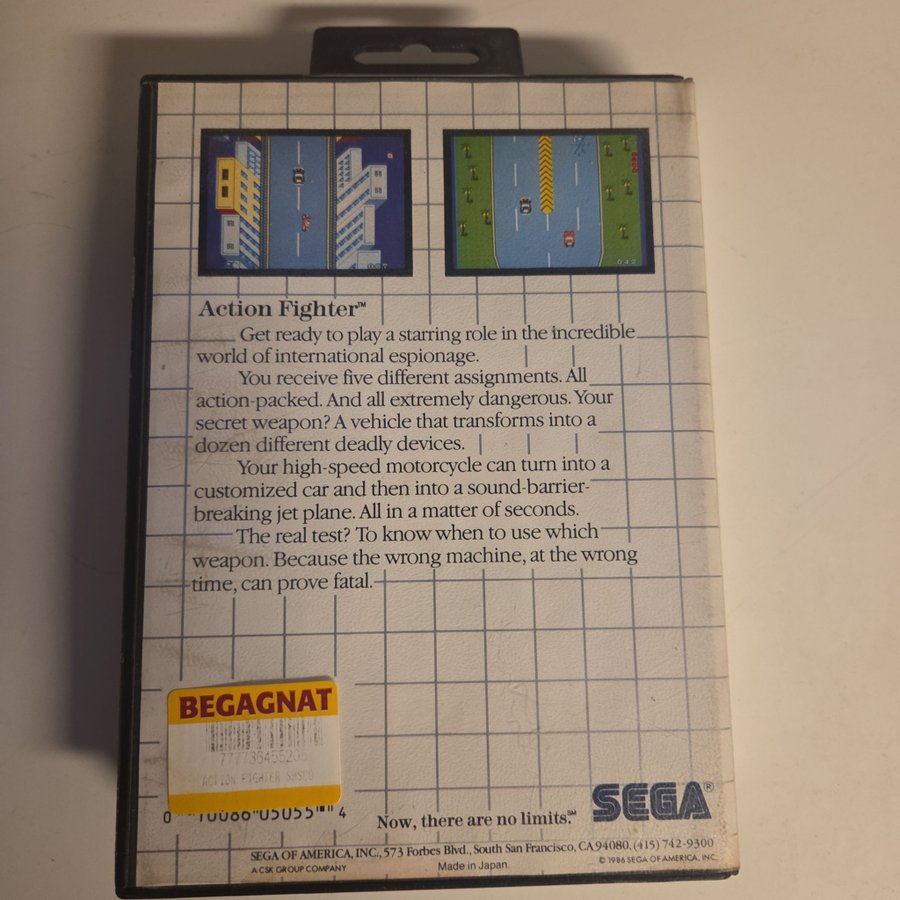 Action Fighter™
Get ready to play a starring role in the incredible
world of international espionage.
You receive five different assignments. All
action-packed. And all extremely dangerous. Your
secret weapon? A vehicle that transforms into a
dozen different deadly devices.
Your high-speed motorcycle can turn into a
customized car and then into a sound-barrier-
breaking jet plane. All in a matter of seconds.
The real test? To know when to use which
weapon. Because the wrong machine, at the wrong
time, can prove fatal.
BEGAGNAT
ACTION FIGHTER
0 10086 05055 4
Now, there are no limits.℠
SEGA®
SEGA OF AMERICA, INC., 573 Forbes Blvd., South San Francisco, CA 94080, (415) 742-9300
A CSK GROUP COMPANY
Made in Japan.
© 1986 SEGA OF AMERICA, INC.